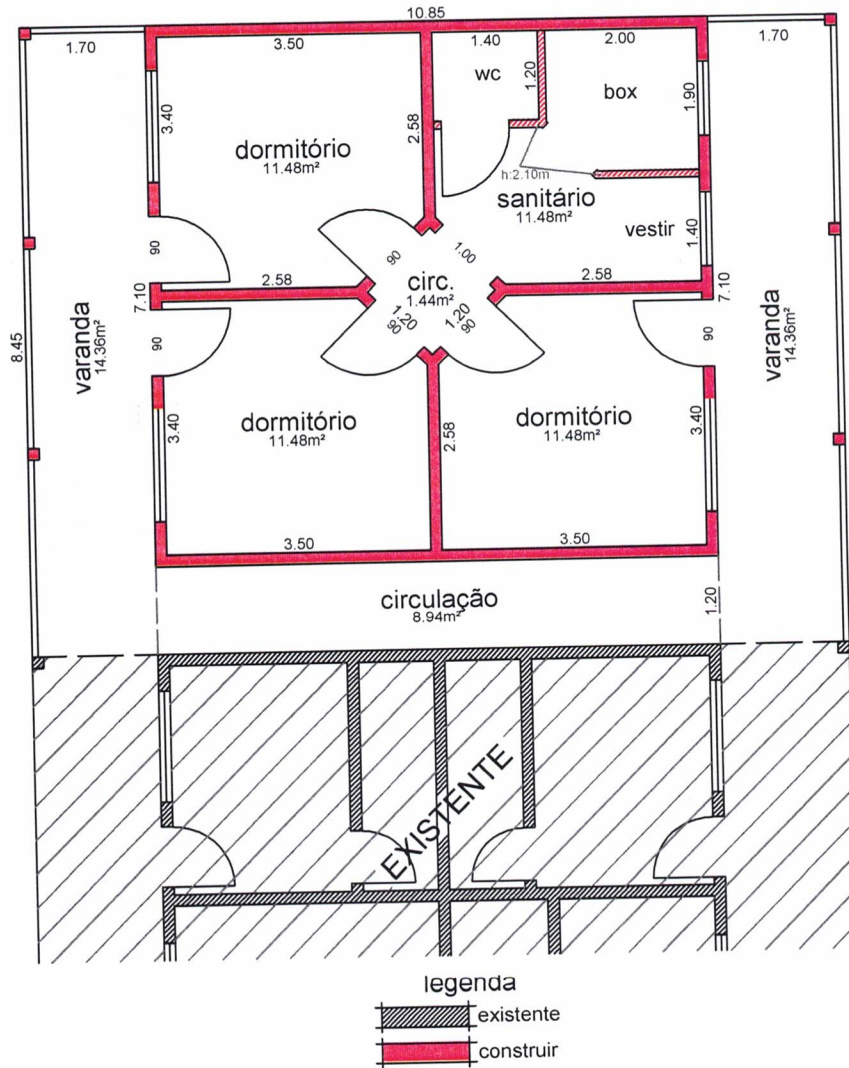 10.85
1.70
3.50
1.40
2.00
1.70
wc
1.20
box
1.90
3.40
2.58
dormitório
11.48m²
h:2.10m
sanitário
11.48m²
vestir
1.40
90
90
1.00
2.58
circ.
1.44m²
2.58
7.10
7.10
8.45
varanda
14.36m²
90
1.20
90
1.20
90
90
varanda
14.36m²
dormitório
11.48m²
dormitório
11.48m²
3.40
2.58
3.40
3.50
3.50
circulação
8.94m²
1.20
EXISTENTE
legenda
existente
construir